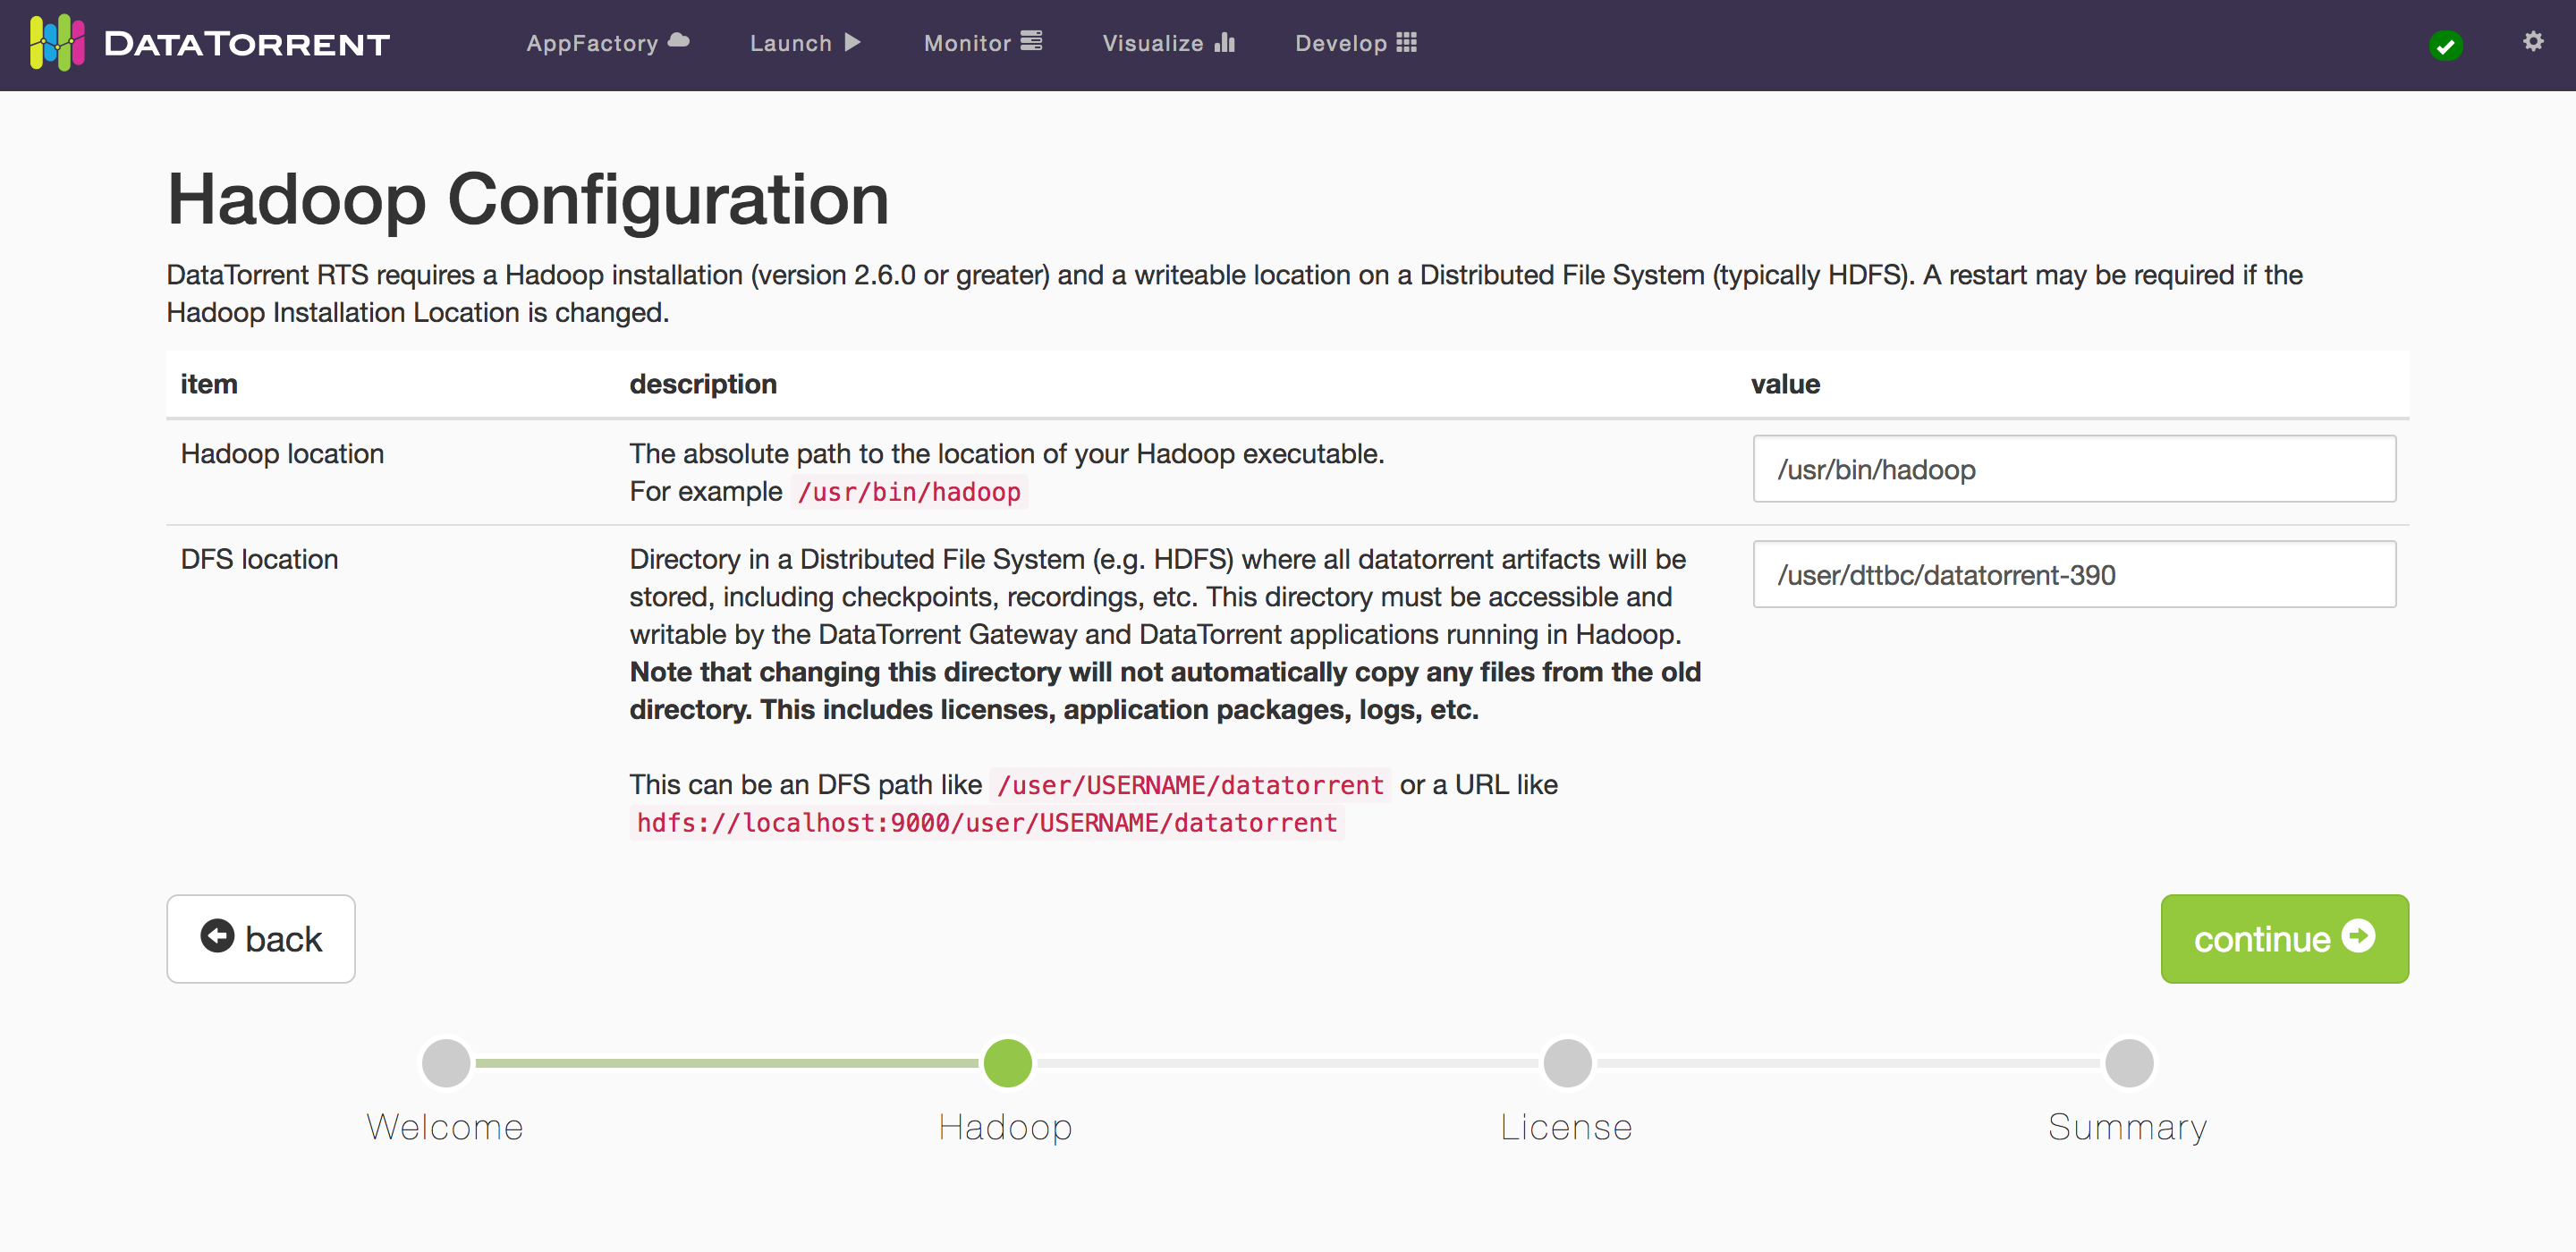 DATATORRENT
AppFactory
Launch
Monitor
Visualize
Develop
Hadoop Configuration
DataTorrent RTS requires a Hadoop installation (version 2.6.0 or greater) and a writeable location on a Distributed File System (typically HDFS). A restart may be required if the
Hadoop Installation Location is changed.
item
description
value
Hadoop location
The absolute path to the location of your Hadoop executable.
For example /usr/bin/hadoop
/usr/bin/hadoop
DFS location
Directory in a Distributed File System (e.g. HDFS) where all datatorrent artifacts will be
stored, including checkpoints, recordings, etc. This directory must be accessible and
writable by the DataTorrent Gateway and DataTorrent applications running in Hadoop.
Note that changing this directory will not automatically copy any files from the old
directory. This includes licenses, application packages, logs, etc.
This can be an DFS path like /user/USERNAME/datatorrent or a URL like
hdfs://localhost:9000/user/USERNAME/datatorrent
/user/dttbc/datatorrent-390
back
continue
Welcome
Hadoop
License
Summary